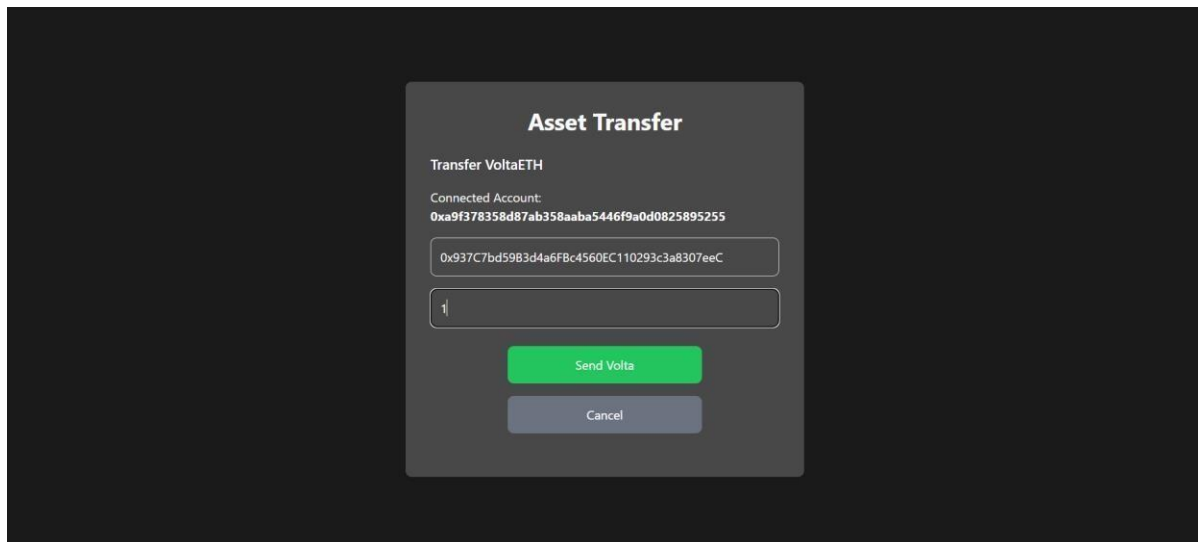 Asset Transfer
Transfer VoltaETH
Connected Account:
0xa9f378358d87ab358aaba5446f9a0d0825895255
0x937C7bd59B3d4a6FBc4560EC110293c3a8307eeC
1
Send Volta
Cancel